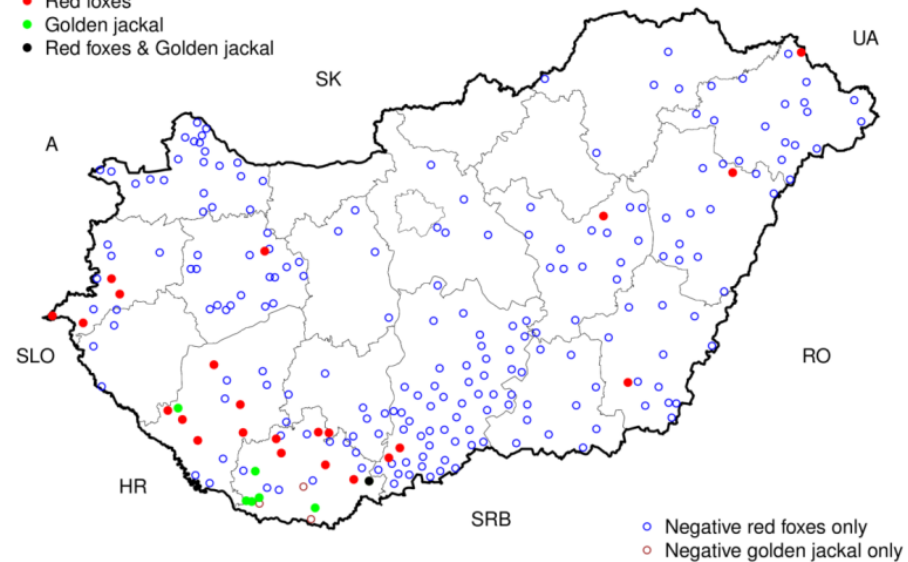 Red foxes
Golden jackal
Red foxes & Golden jackal
UA
SK
A
SLO
RO
HR
SRB
Negative red foxes only
Negative golden jackal only